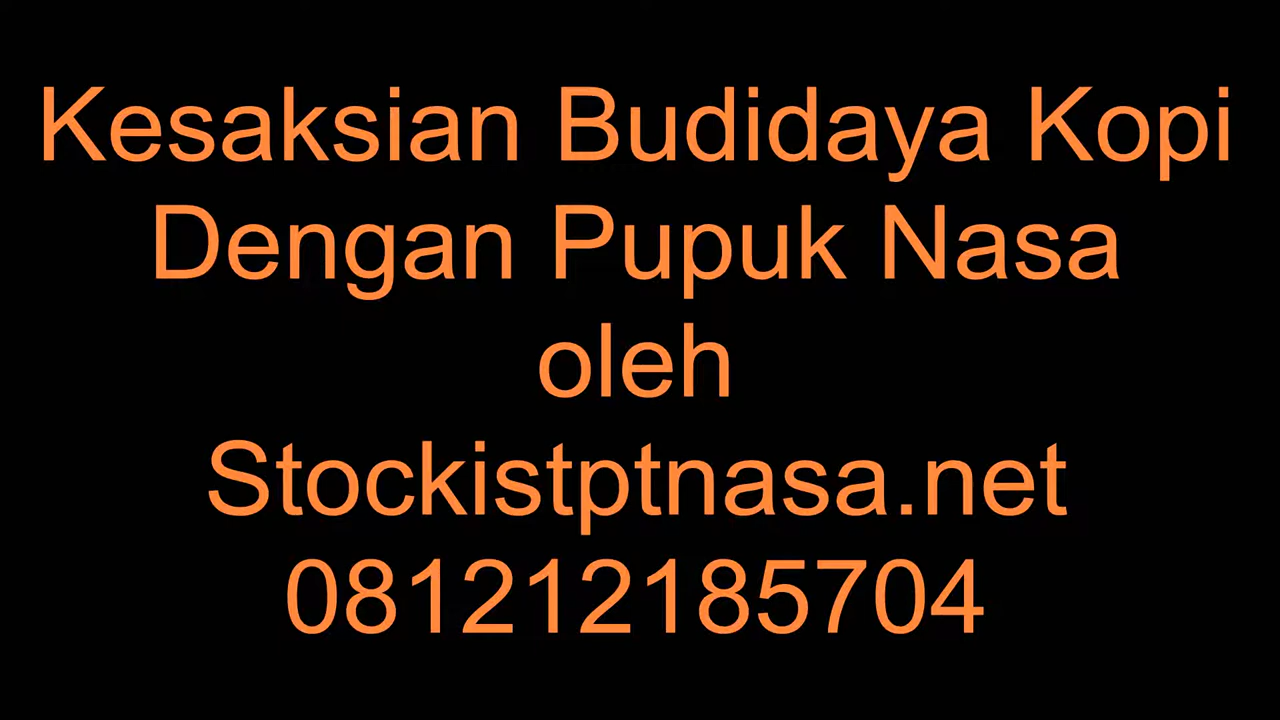 Kesaksian Budidaya Kopi
Dengan Pupuk Nasa
oleh
Stockistptnasa.net
081212185704